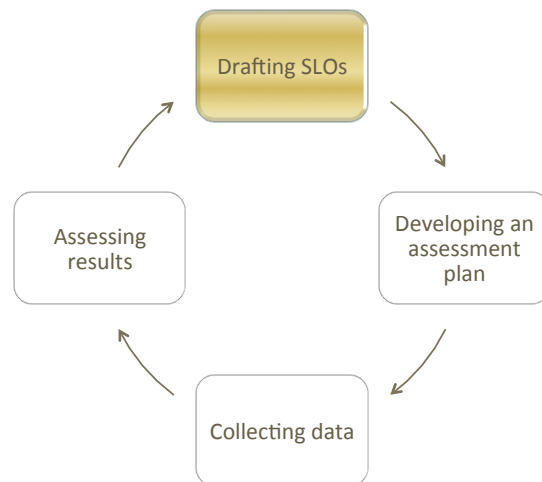 Drafting SLOs
Developing an
assessment
plan
Collecting data
Assessing
results